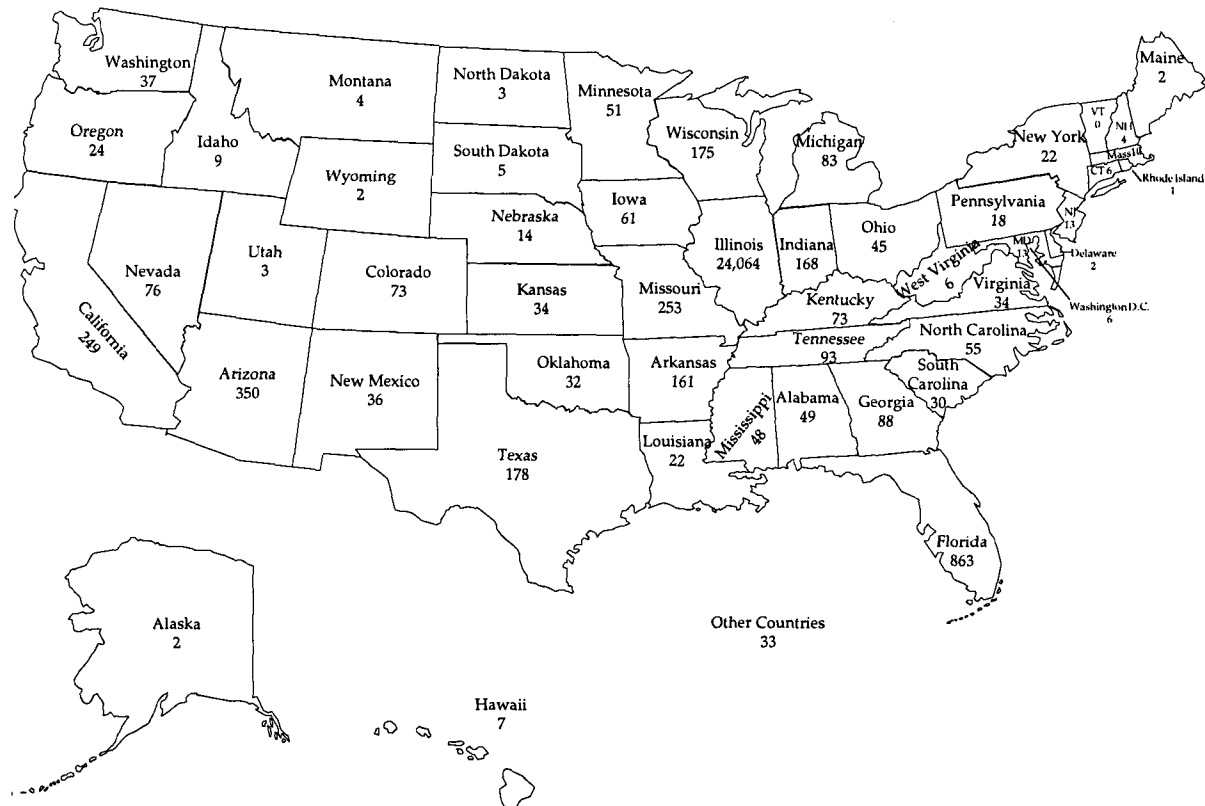 Washington
37
Oregon
24
Idaho
9
Montana
4
North Dakota
3
Minnesota
51
South Dakota
5
Wyoming
2
Wisconsin
175
Michigan
83
Maine
2
VT
0
NH
4
New York
22
Mass 10
CT 6
Rhode Island
1
Nebraska
14
Iowa
61
Pennsylvania
18
NJ
13
Ohio
45
Indiana
168
Illinois
24,064
MD
13
Delaware
2
West Virginia
6
Virginia
34
Washington D.C.
6
Nevada
76
Utah
3
Colorado
73
Kansas
34
Missouri
253
Kentucky
73
California
249
Arizona
350
New Mexico
36
Oklahoma
32
Arkansas
161
Tennessee
93
North Carolina
55
South
Carolina
30
Mississippi
48
Alabama
49
Georgia
88
Texas
178
Louisiana
22
Florida
863
Alaska
2
Hawaii
7
Other Countries
33